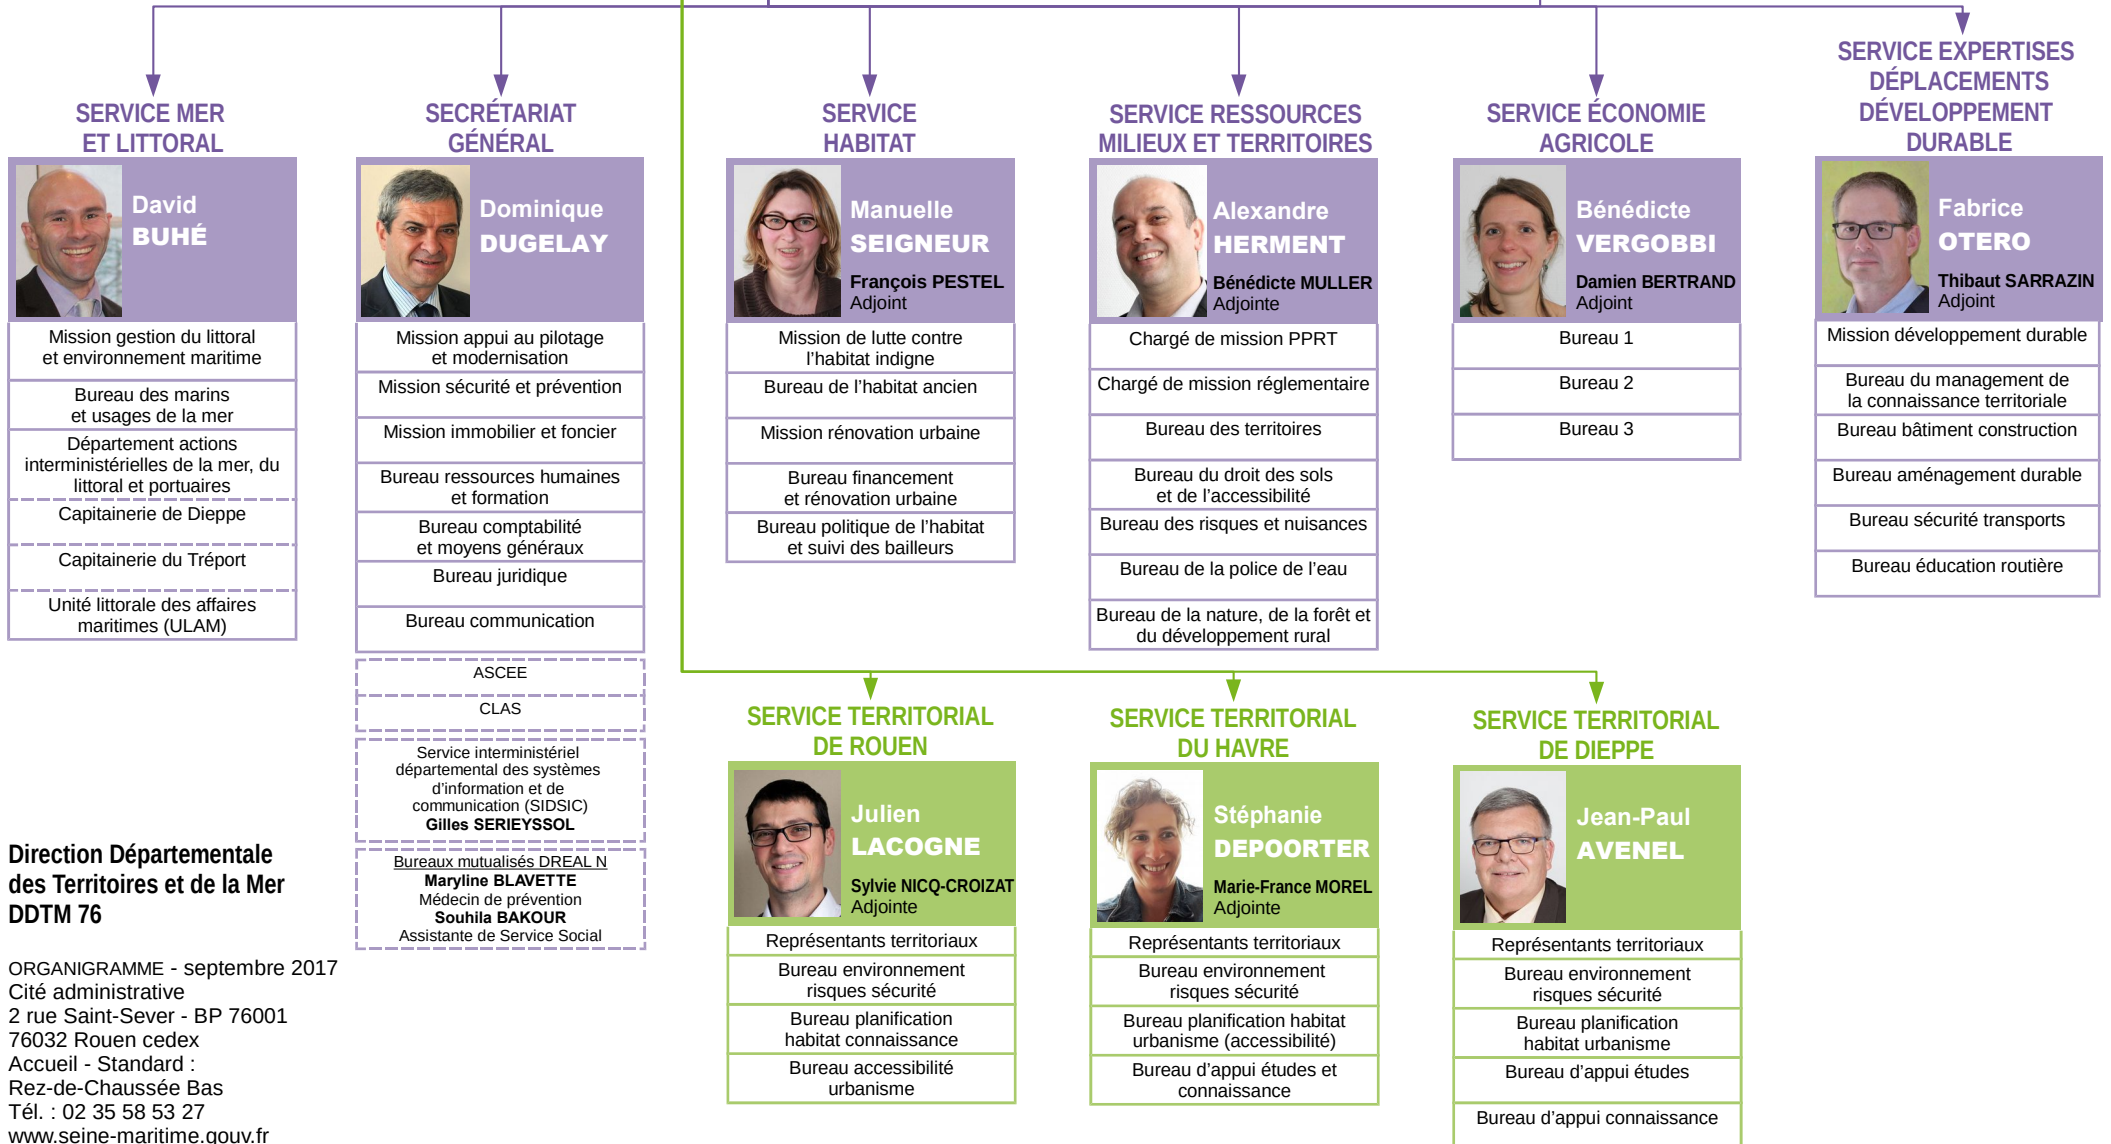 SERVICE MER
ET LITTORAL
David
BUHÉ
Mission gestion du littoral
et environnement maritime
Bureau des marins
et usages de la mer
Département actions
interministérielles de la mer, du
littoral et portuaires
Capitainerie de Dieppe
Capitainerie du Tréport
Unité littorale des affaires
maritimes (ULAM)
SECRÉTARIAT
GÉNÉRAL
Dominique
DUGELAY
Mission appui au pilotage
et modernisation
Mission sécurité et prévention
Mission immobilier et foncier
Bureau ressources humaines
et formation
Bureau comptabilité
et moyens généraux
Bureau juridique
Bureau communication
ASCEE
CLAS
Service interministériel
départemental des systèmes
d'information et de
communication (SIDSIC)
Gilles SERIEYSSOL
Bureaux mutualisés DREAL N
Maryline BLAVETTE
Médecin de prévention
Souhila BAKOUR
Assistante de Service Social
SERVICE
HABITAT
Manuelle
SEIGNEUR
François PESTEL
Adjoint
Mission de lutte contre
l'habitat indigne
Bureau de l'habitat ancien
Mission rénovation urbaine
Bureau financement
et rénovation urbaine
Bureau politique de l'habitat
et suivi des bailleurs
SERVICE RESSOURCES
MILIEUX ET TERRITOIRES
Alexandre
HERMENT
Bénédicte MULLER
Adjointe
Chargé de mission PPRT
Chargé de mission réglementaire
Bureau des territoires
Bureau du droit des sols
et de l'accessibilité
Bureau des risques et nuisances
Bureau de la police de l'eau
Bureau de la nature, de la forêt et
du développement rural
SERVICE ÉCONOMIE
AGRICOLE
Bénédicte
VERGOBBI
Damien BERTRAND
Adjoint
Bureau 1
Bureau 2
Bureau 3
SERVICE EXPERTISES
DÉPLACEMENTS
DÉVELOPPEMENT
DURABLE
Fabrice
OTERO
Thibaut SARRAZIN
Adjoint
Mission développement durable
Bureau du management de
la connaissance territoriale
Bureau bâtiment construction
Bureau aménagement durable
Bureau sécurité transports
Bureau éducation routière
SERVICE TERRITORIAL
DE ROUEN
Julien
LACOGNE
Sylvie NICQ-CROIZAT
Adjointe
Représentants territoriaux
Bureau environnement
risques sécurité
Bureau planification
habitat connaissance
Bureau accessibilité
urbanisme
SERVICE TERRITORIAL
DU HAVRE
Stéphanie
DEPOORTER
Marie-France MOREL
Adjointe
Représentants territoriaux
Bureau environnement
risques sécurité
Bureau planification habitat
urbanisme (accessibilité)
Bureau d'appui études et
connaissance
SERVICE TERRITORIAL
DE DIEPPE
Jean-Paul
AVENEL
Représentants territoriaux
Bureau environnement
risques sécurité
Bureau planification
habitat urbanisme
Bureau d'appui études
Bureau d'appui connaissance
Direction Départementale
des Territoires et de la Mer
DDTM 76
ORGANIGRAMME - septembre 2017
Cité administrative
2 rue Saint-Sever - BP 76001
76032 Rouen cedex
Accueil - Standard :
Rez-de-Chaussée Bas
Tél. : 02 35 58 53 27
www.seine-maritime.gouv.fr